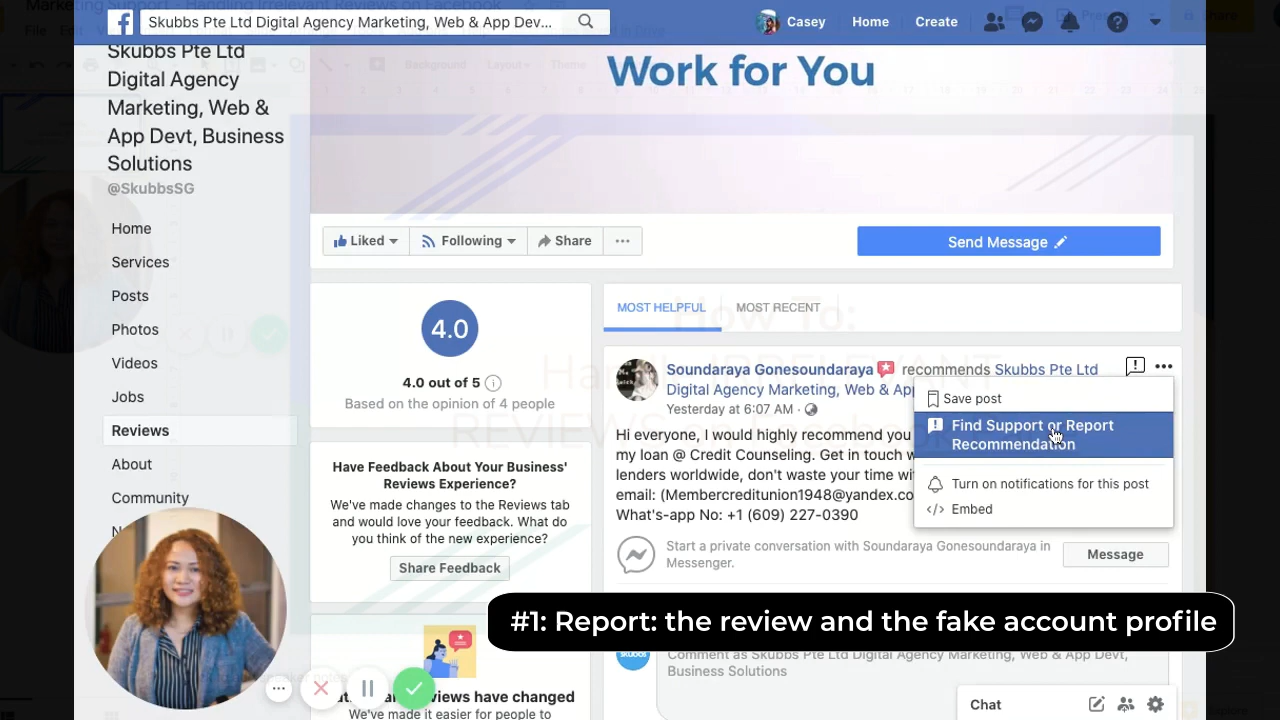 Skubbs Pte Ltd Digital Agency Marketing, Web & App Dev...
Casey
Home
Create
Skubbs Pte Ltd
Digital Agency
Marketing, Web &
App Devt, Business
Solutions
@SkubbsSG
Home
Services
Posts
Photos
Videos
Jobs
Reviews
About
Community
Work for You
Liked
Following
Share
Send Message
4.0
4.0 out of 5
Based on the opinion of 4 people
Have Feedback About Your Business'
Reviews Experience?
We've made changes to the Reviews tab
and would love your feedback. What do
you think of the new experience?
Share Feedback
reviews have changed
We've made it easier for people to
MOST HELPFUL
MOST RECENT
How To:
REVIEWS on Facebook
Soundaraya Gonesoundaraya recommends Skubbs Pte Ltd
Digital Agency Marketing, Web & App
Yesterday at 6:07 AM ·
Hi everyone, I would highly recommend you
my loan @ Credit Counseling. Get in touch w
lenders worldwide, don't waste your time wi
email: (Membercreditunion1948@yandex.co
What's-app No: +1 (609) 227-0390
Save post
Find Support or Report
Recommendation
Turn on notifications for this post
</> Embed
Start a private conversation with Soundaraya Gonesoundaraya in
Messenger.
Message
#1: Report: the review and the fake account profile
Comment as Skubbs Pte Ltd Digital Agency Marketing, Web & App Devt,
Business Solutions
Chat